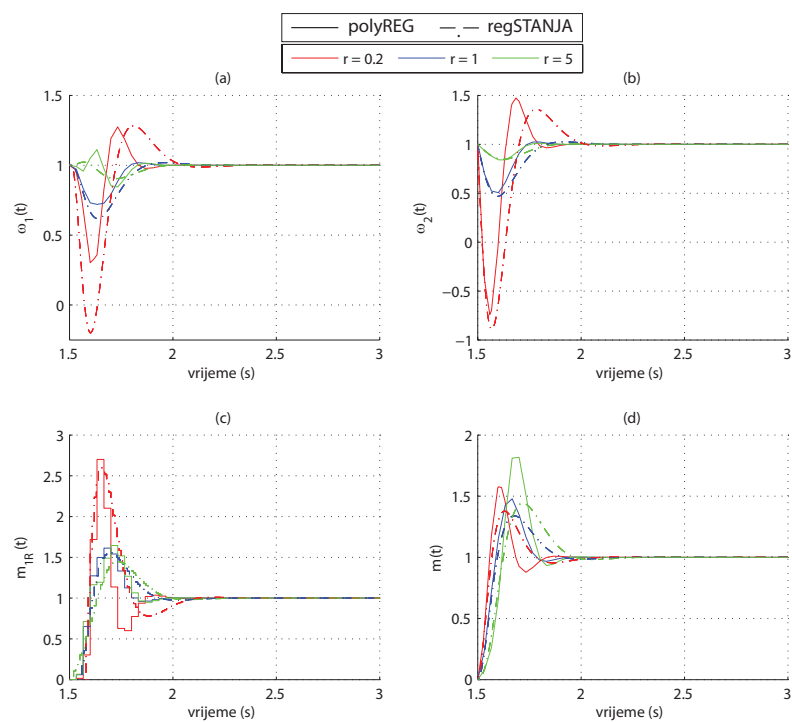 polyREG regSTANJA
r = 0.2 r = 1 r = 5
(a)
1.5
1
0.5
0
ω1(t)
1.5 2 2.5 3
vrijeme (s)
(b)
1.5
1
0.5
0
−0.5
−1
ω2(t)
1.5 2 2.5 3
vrijeme (s)
(c)
3
2.5
2
1.5
1
0.5
0
m1R(t)
1.5 2 2.5 3
vrijeme (s)
(d)
2
1.5
1
0.5
0
m(t)
1.5 2 2.5 3
vrijeme (s)